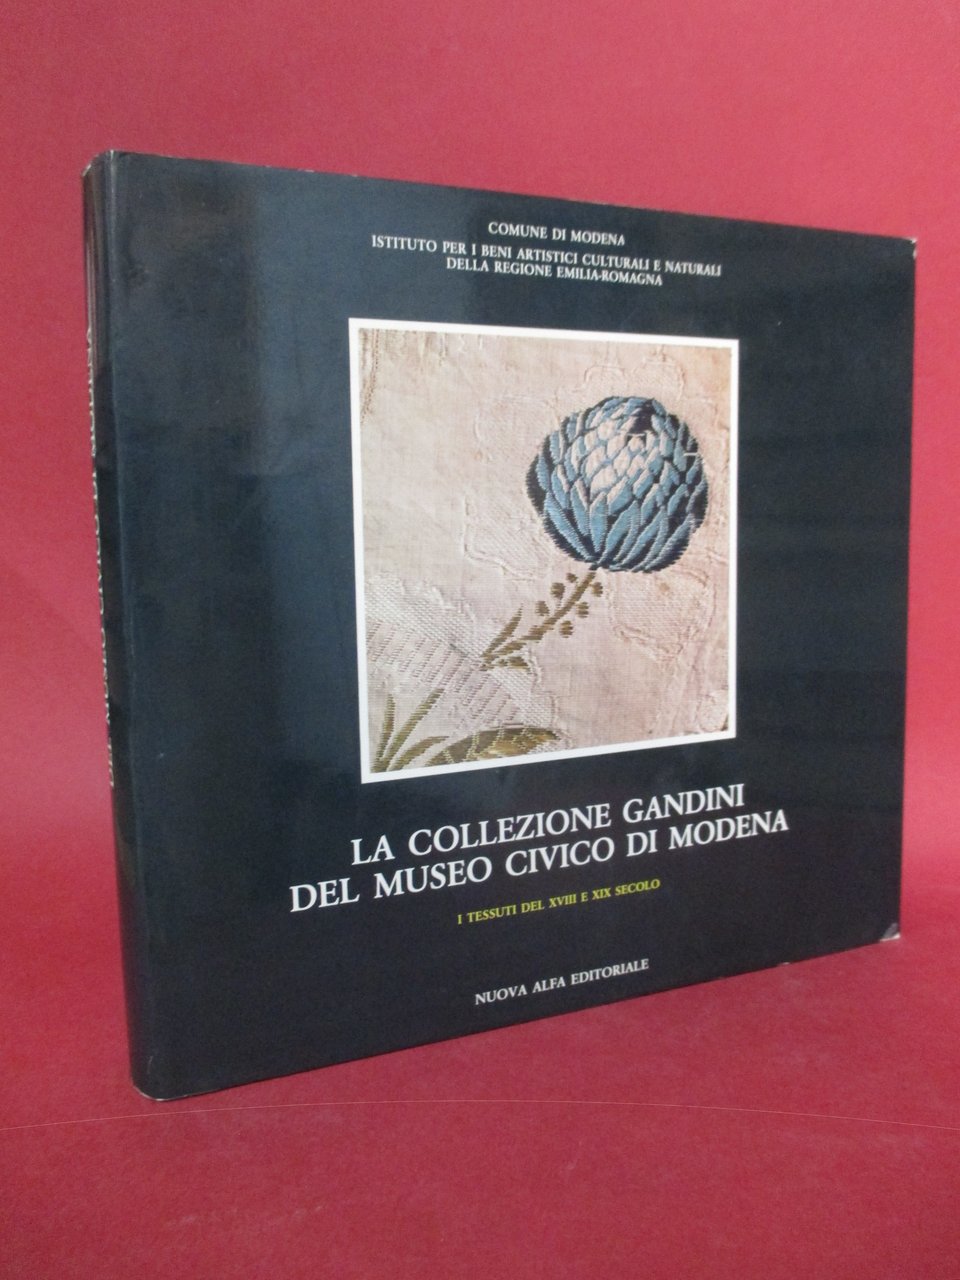 COMUNE DI MODENA
ISTITUTO PER I BENI ARTISTICI CULTURALI E NATURALI
DELLA REGIONE EMILIA-ROMAGNA
LA COLLEZIONE GANDINI
DEL MUSEO CIVICO DI MODENA
I TESSUTI DEL XVIII E XIX SECOLO
NUOVA ALFA EDITORIALE